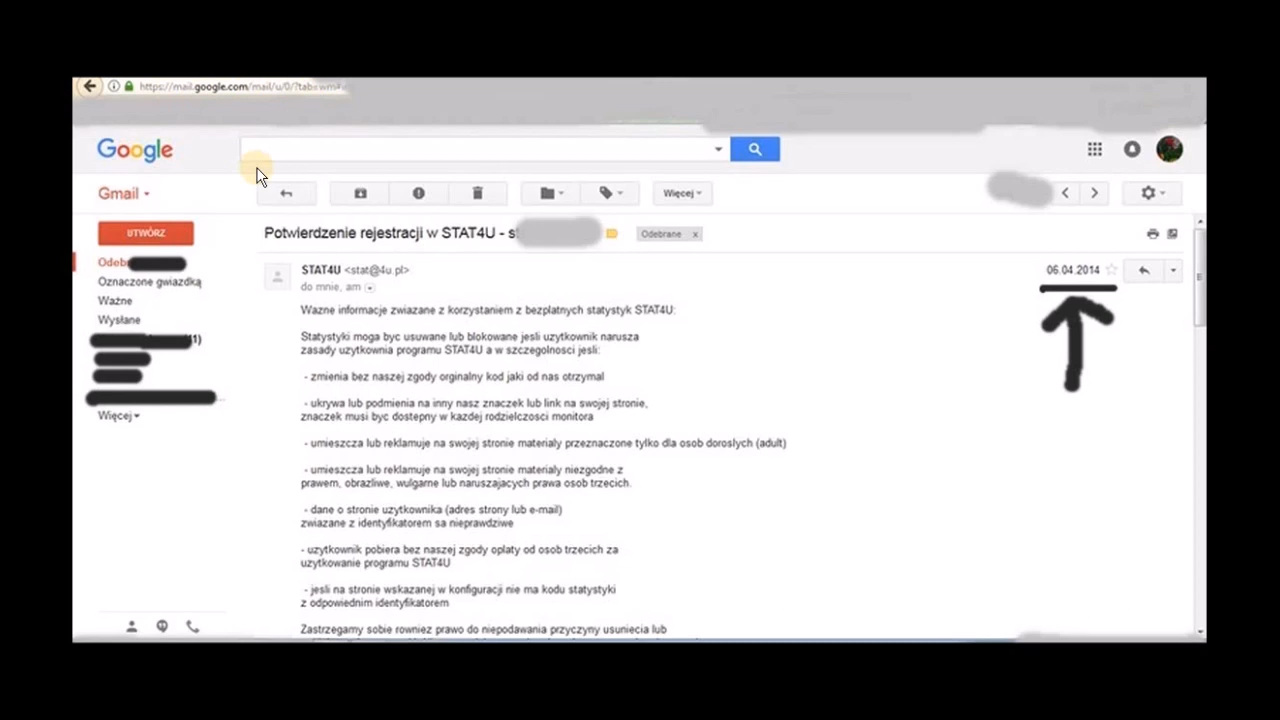 https://mail.google.com/mail/u/0/?tab=wm#
Google
Gmail
Więcej
UTWÓRZ
Potwierdzenie rejestracji w STAT4U - s
Odebrane x
Odeb
STAT4U <stat@4u.pl>
06.04.2014
Oznaczone gwiazdką
do mnie, am
Ważne
Wysłane
1)
Więcej
Wazne informacje zwiazane z korzystaniem z bezplatnych statystyk STAT4U:
Statystyki moga byc usuwane lub blokowane jesli uzytkownik narusza
zasady uzytkownia programu STAT4U a w szczegolnosci jesli:
- zmienia bez naszej zgody orginalny kod jaki od nas otrzymal
- ukrywa lub podmienia na inny nasz znaczek lub link na swojej stronie,
znaczek musi byc dostepny w kazdej rodzielczosci monitora
- umieszcza lub reklamuje na swojej stronie materialy przeznaczone tylko dla osob doroslych (adult)
- umieszcza lub reklamuje na swojej stronie materialy niezgodne z
prawem, obrazliwe, wulgarne lub naruszajacych prawa osob trzecich.
- dane o stronie uzytkownika (adres strony lub e-mail)
zwiazane z identyfikatorem sa nieprawdziwe
- uzytkownik pobiera bez naszej zgody oplaty od osob trzecich za
uzytkowanie programu STAT4U
- jesli na stronie wskazanej w konfiguracji nie ma kodu statystyki
z odpowiednim identyfikatorem
Zastrzegamy sobie rowniez prawo do niepodawania przyczyny usuniecia lub